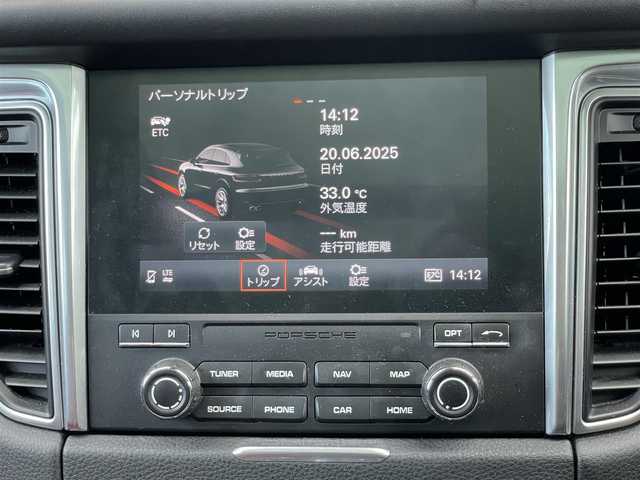 パーソナルトリップ
ETC
14:12
時刻
20.06.2025
日付
33.0 °C
外気温度
--- km
走行可能距離
リセット 設定
LTE
トリップ アシスト 設定
14:12
PORSCHE
OPT
TUNER MEDIA NAV MAP
SOURCE PHONE CAR HOME